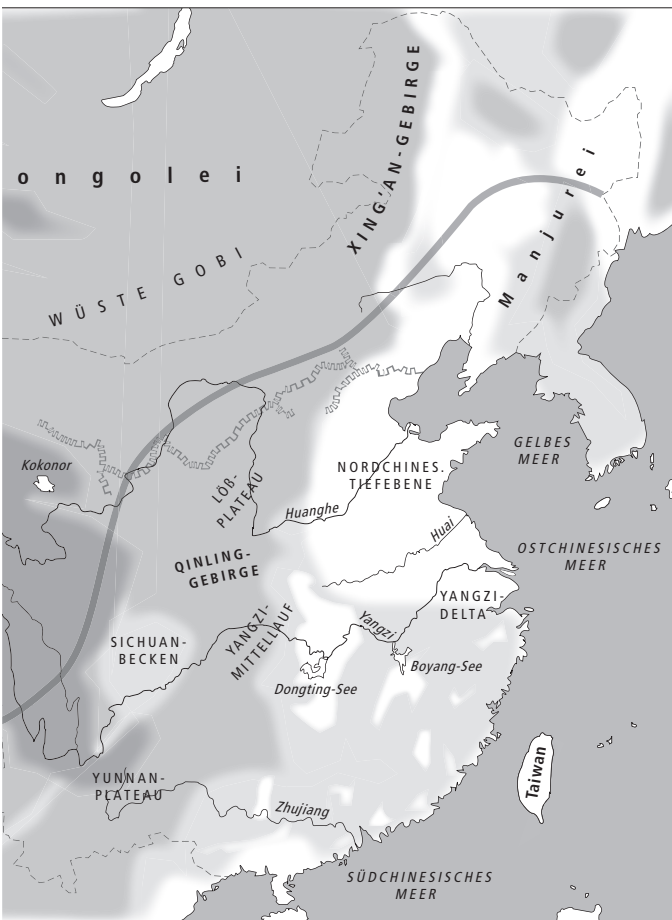 XING'AN-GEBIRGE
ongolei
Manjurei
WÜSTE GOBI
Kokonor
LÖß-
PLATEAU
NORDCHINES.
TIEFEBENE
GELBES
MEER
Huanghe
Huai
OSTCHINESISCHES
MEER
QINLING-
GEBIRGE
YANGZI-
DELTA
YANGZI-
MITTELLAUF
Yangzi
SICHUAN-
BECKEN
Boyang-See
Dongting-See
Taiwan
YUNNAN-
PLATEAU
Zhujiang
SÜDCHINESISCHES
MEER